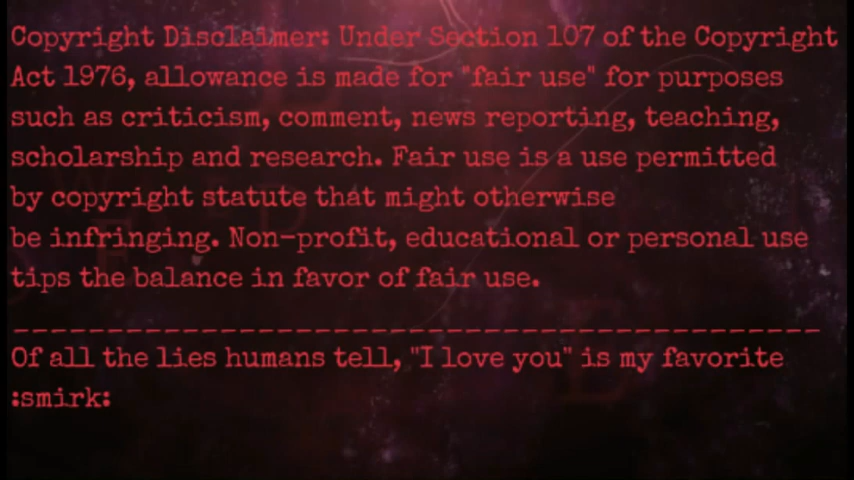 Copyright Disclaimer: Under Section 107 of the Copyright
Act 1976, allowance is made for "fair use" for purposes
such as criticism, comment, news reporting, teaching,
scholarship and research. Fair use is a use permitted
by copyright statute that might otherwise
be infringing. Non-profit, educational or personal use
tips the balance in favor of fair use.
___________________________________________
Of all the lies humans tell, "I love you" is my favorite
:smirk: